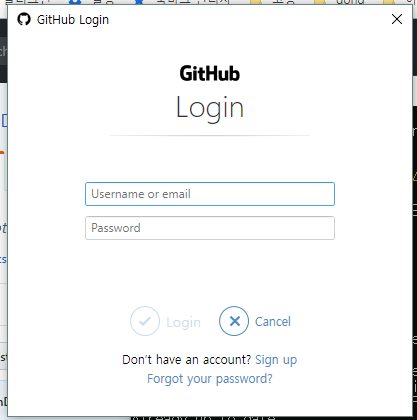 GitHub Login
GitHub
Login
Username or email
Password
Login
Cancel
Don't have an account? Sign up
Forgot your password?